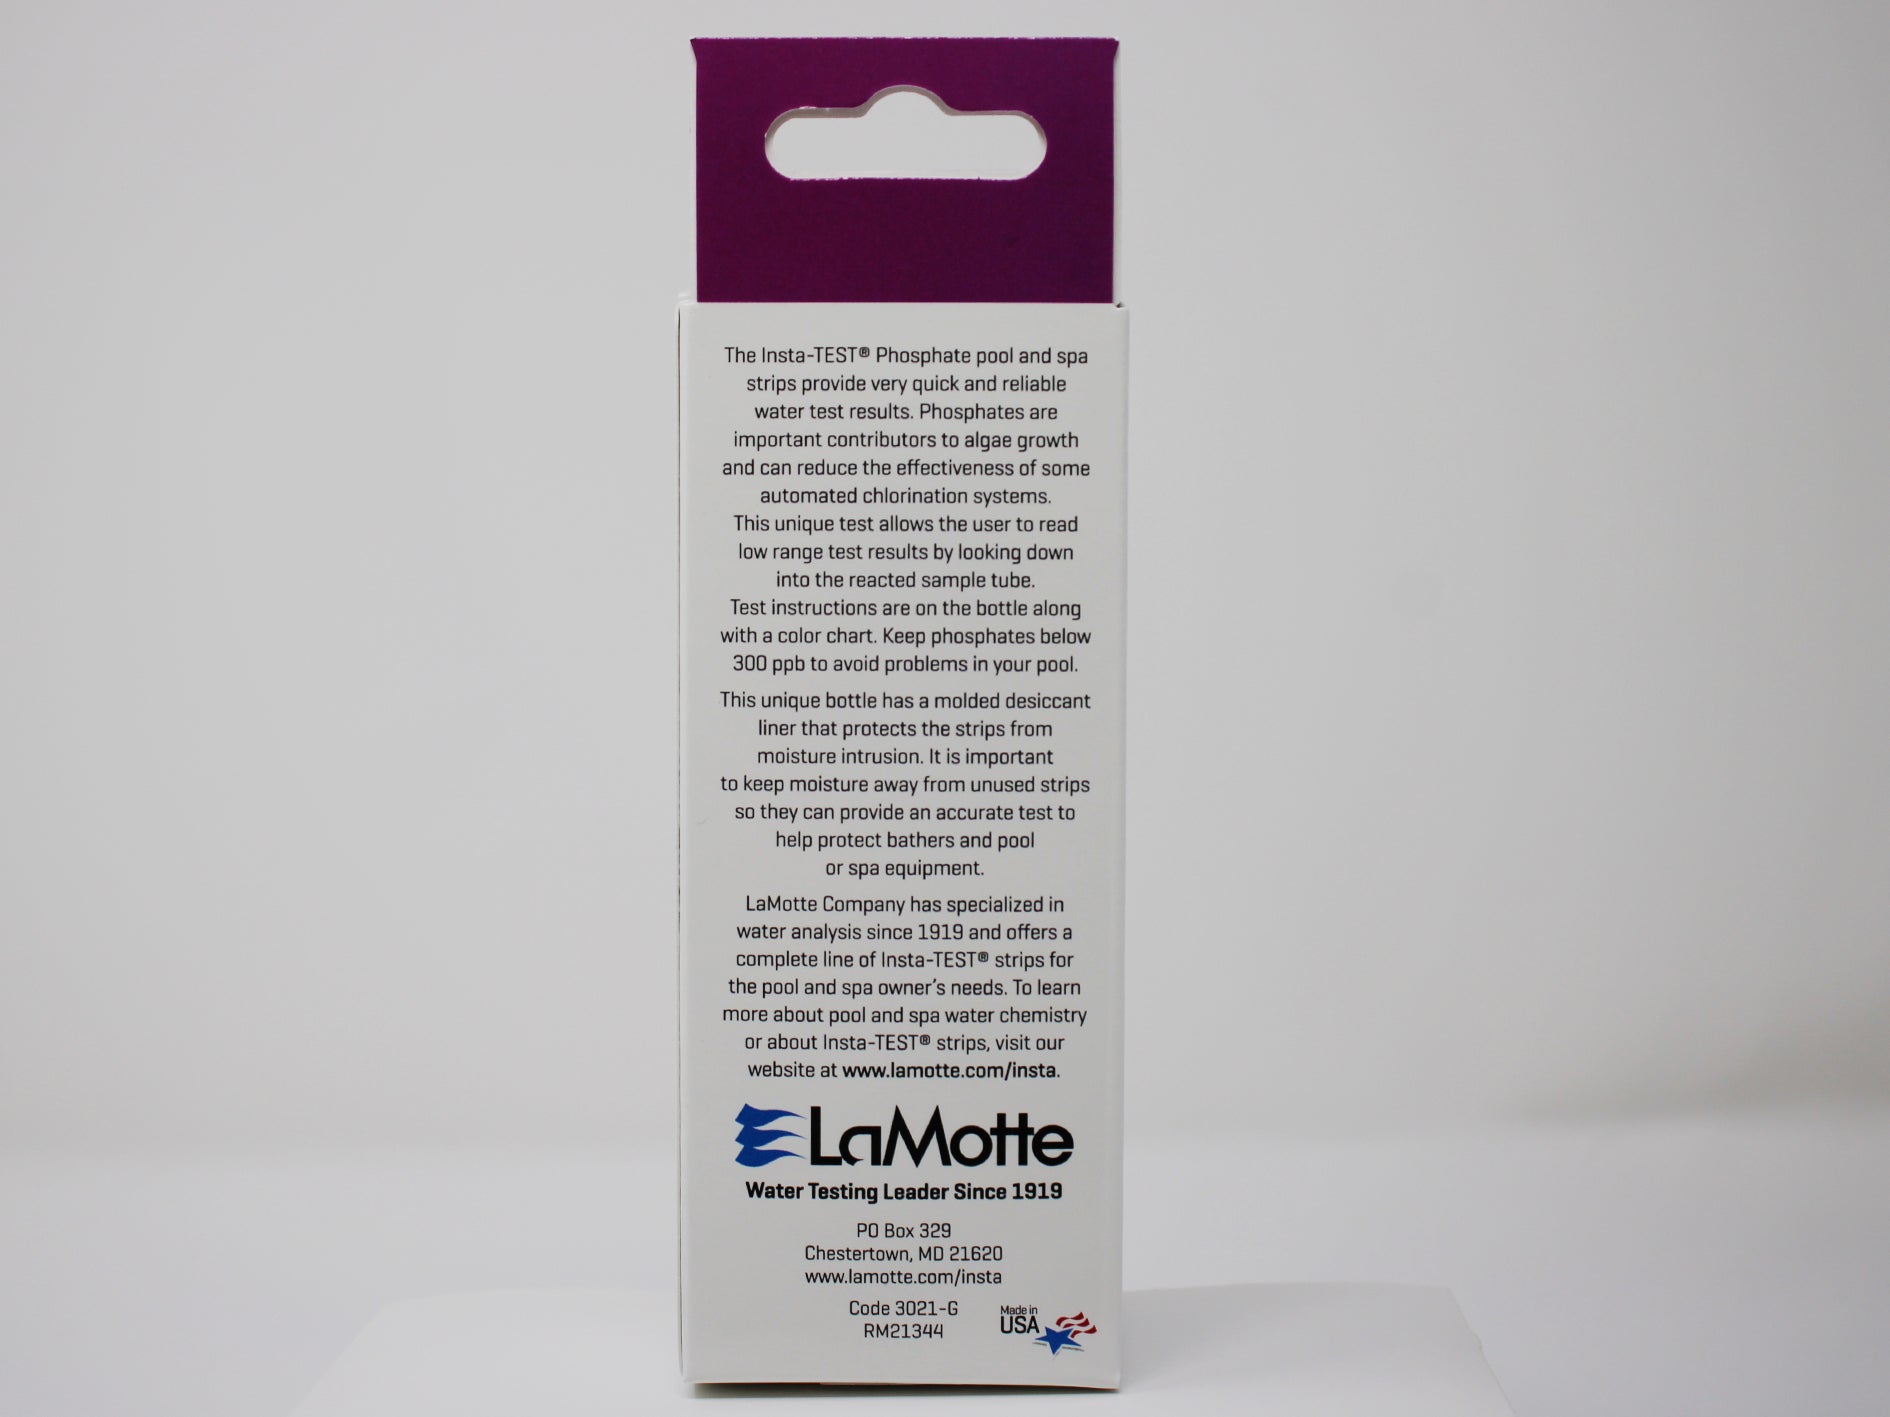 The Insta-TEST® Phosphate pool and spa
strips provide very quick and reliable
water test results. Phosphates are
important contributors to algae growth
and can reduce the effectiveness of some
automated chlorination systems.
This unique test allows the user to read
low range test results by looking down
into the reacted sample tube.
Test instructions are on the bottle along
with a color chart. Keep phosphates below
300 ppb to avoid problems in your pool.
This unique bottle has a molded desiccant
liner that protects the strips from
moisture intrusion. It is important
to keep moisture away from unused strips
so they can provide an accurate test to
help protect bathers and pool
or spa equipment.
LaMotte Company has specialized in
water analysis since 1919 and offers a
complete line of Insta-TEST® strips for
the pool and spa owner's needs. To learn
more about pool and spa water chemistry
or about Insta-TEST® strips, visit our
website at www.lamotte.com/insta.
LaMotte
Water Testing Leader Since 1919
PO Box 329
Chestertown, MD 21620
www.lamotte.com/insta
Code 3021-G
RM21344
Made in
USA